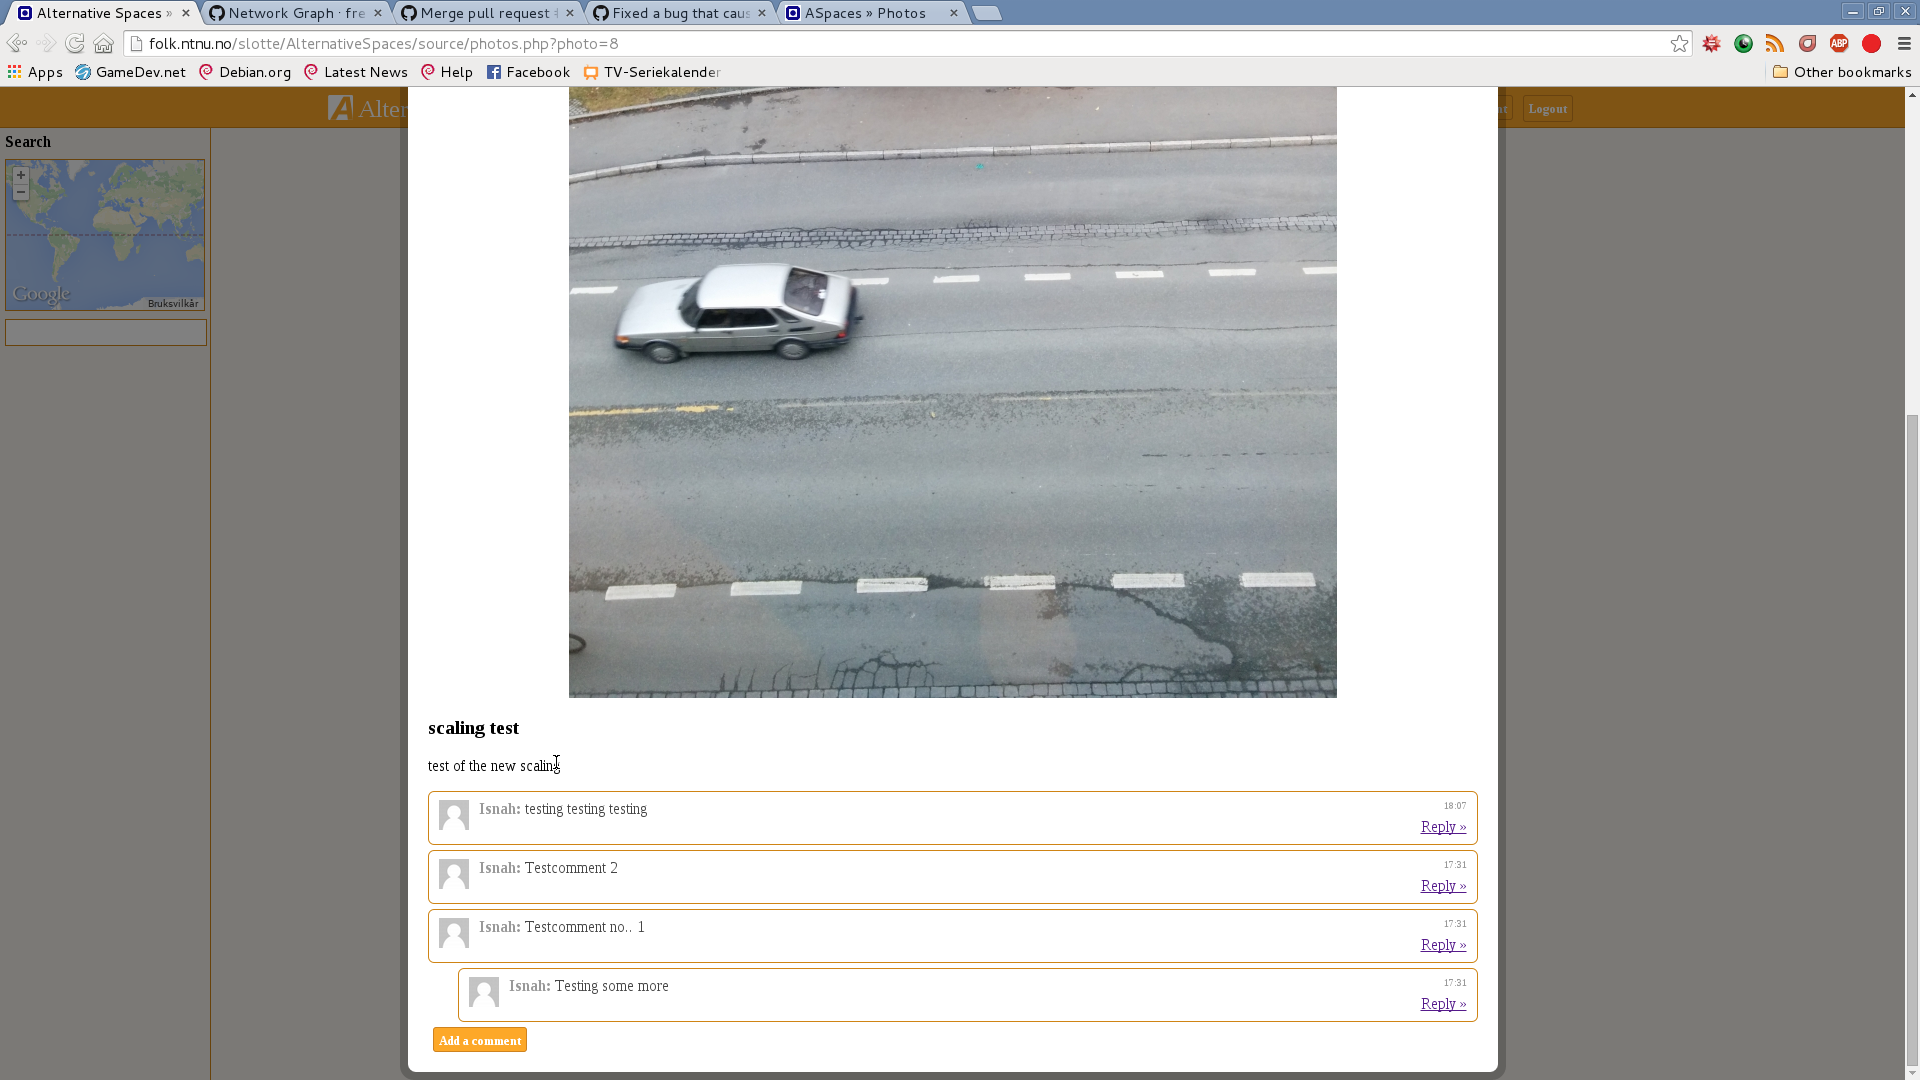 Alternative Spaces »
Network Graph · fre
Merge pull request
Fixed a bug that cau
ASpaces » Photos
folk.ntnu.no/slotte/AlternativeSpaces/source/photos.php?photo=8
Apps
GameDev.net
Debian.org
Latest News
Help
Facebook
TV-Seriekalender
Other bookmarks
ABP
Alter
nt
Logout
Search
+
−
Google
Bruksvilkår
scaling test
test of the new scaling
Isnah: testing testing testing
18:07
Reply »
Isnah: Testcomment 2
17:31
Reply »
Isnah: Testcomment no.. 1
17:31
Reply »
Isnah: Testing some more
17:31
Reply »
Add a comment